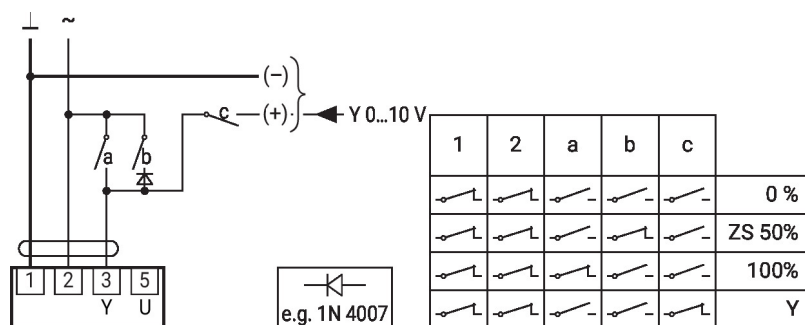 ⊥ ~
(–)
c (+) Y 0...10 V
a b
1 2 3 5
Y U
e.g. 1N 4007
1 2 a b c
0 %
ZS 50%
100%
Y